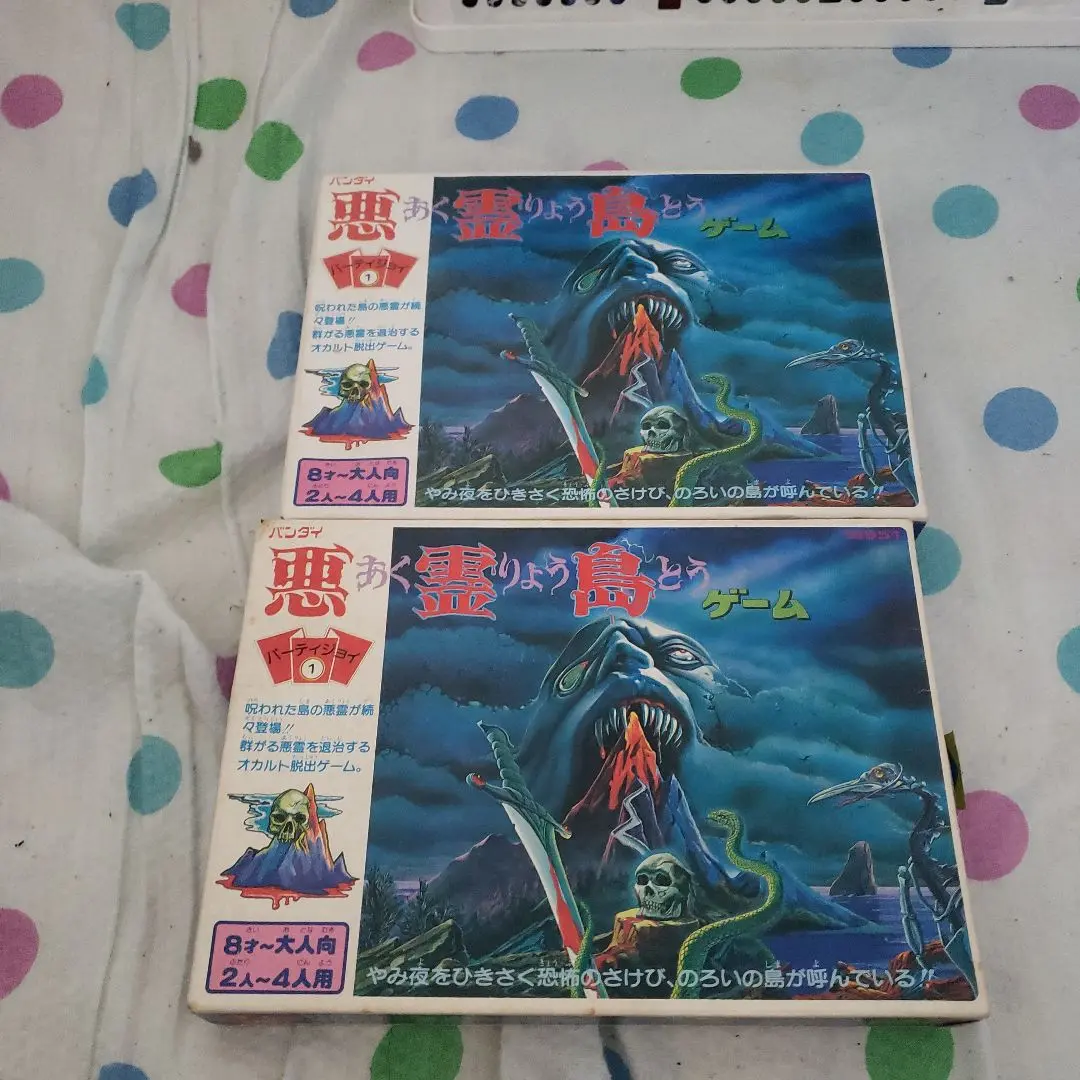 バンダイ
悪あく霊りょう島とう
ゲーム
パーティジョイ
1
呪われた島の悪霊が続
々登場!!
群がる悪霊を退治する
オカルト脱出ゲーム。
8才〜大人向
2人〜4人用
やみ夜をひきさく恐怖のさけび、のろいの島が呼んでいる!!
バンダイ
悪あく霊りょう島とう
ゲーム
パーティジョイ
1
呪われた島の悪霊が続
々登場!!
群がる悪霊を退治する
オカルト脱出ゲーム。
8才〜大人向
2人〜4人用
やみ夜をひきさく恐怖のさけび、のろいの島が呼んでいる!!